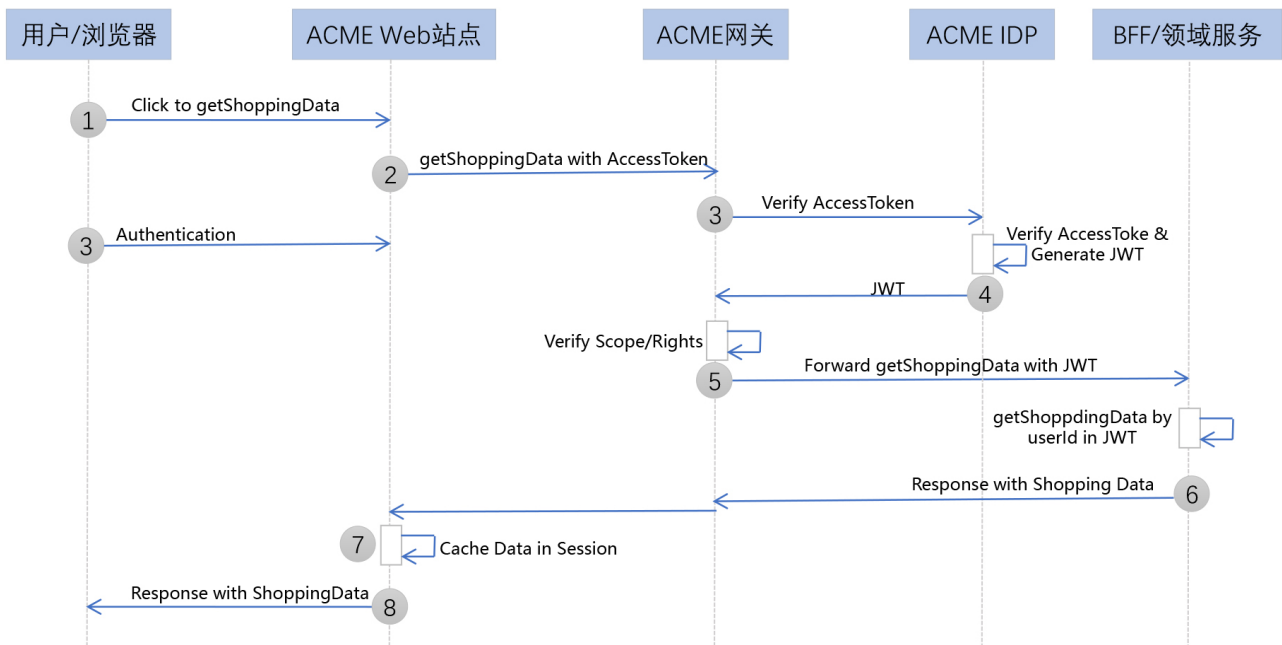 用户/浏览器
ACME Web站点
ACME网关
ACME IDP
BFF/领域服务
1
Click to getShoppingData
2
getShoppingData with AccessToken
3
Verify AccessToken
3
Authentication
Verify AccessToke &
Generate JWT
JWT
4
Verify Scope/Rights
5
Forward getShoppingData with JWT
getShoppdingData by
userId in JWT
Response with Shopping Data
6
7
Cache Data in Session
Response with ShoppingData
8